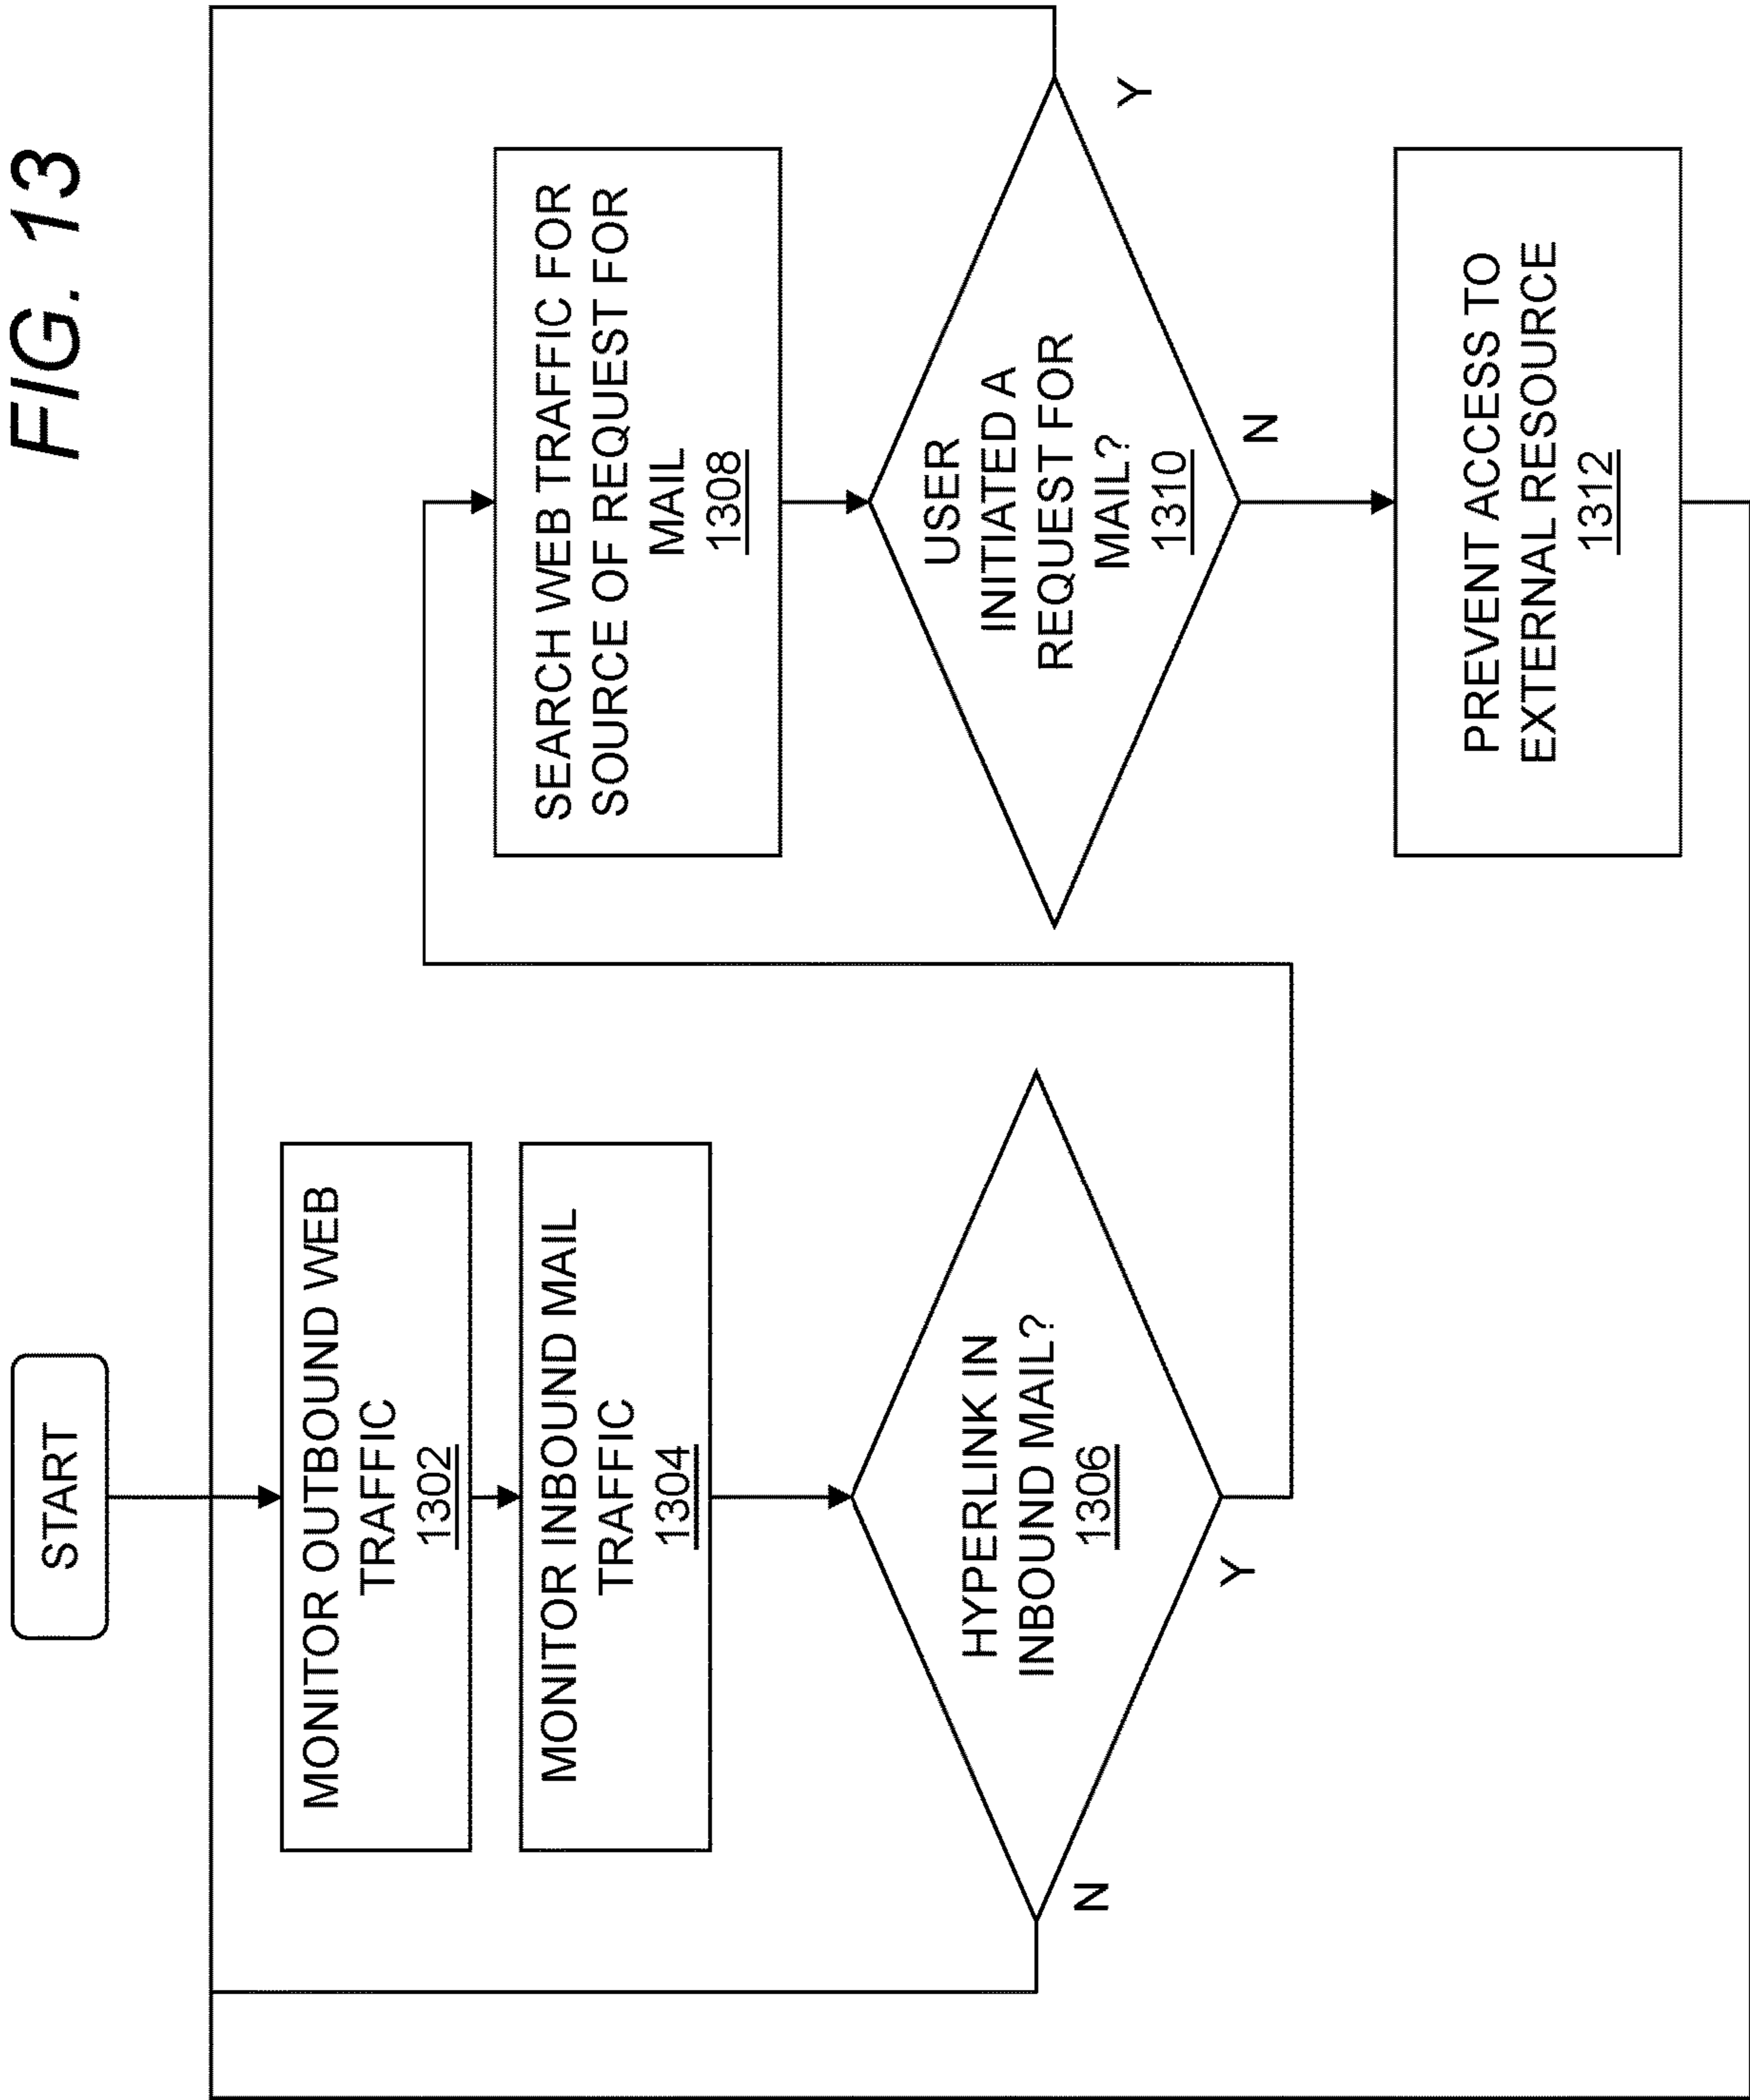 FIG. 13
START
MONITOR OUTBOUND WEB
TRAFFIC
1302
MONITOR INBOUND MAIL
TRAFFIC
1304
HYPERLINK IN
INBOUND MAIL?
1306
N
Y
SEARCH WEB TRAFFIC FOR
SOURCE OF REQUEST FOR
MAIL
1308
USER
INITIATED A
REQUEST FOR
MAIL?
1310
Y
N
PREVENT ACCESS TO
EXTERNAL RESOURCE
1312